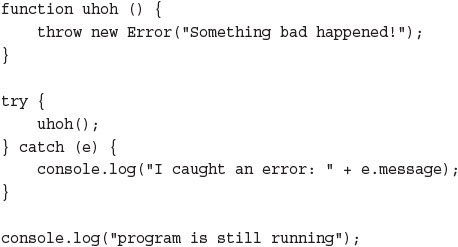 function uhoh () {
    throw new Error("Something bad happened!");
}

try {
    uhoh();
} catch (e) {
    console.log("I caught an error: " + e.message);
}

console.log("program is still running");